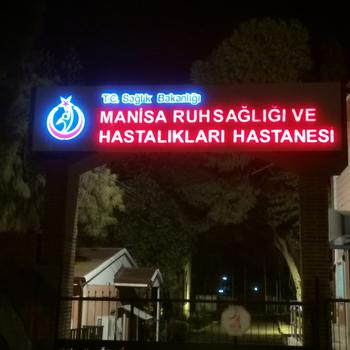 T.C. Sağlık Bakanlığı
MANİSA RUH SAĞLIĞI VE
HASTALIKLARI HASTANESİ